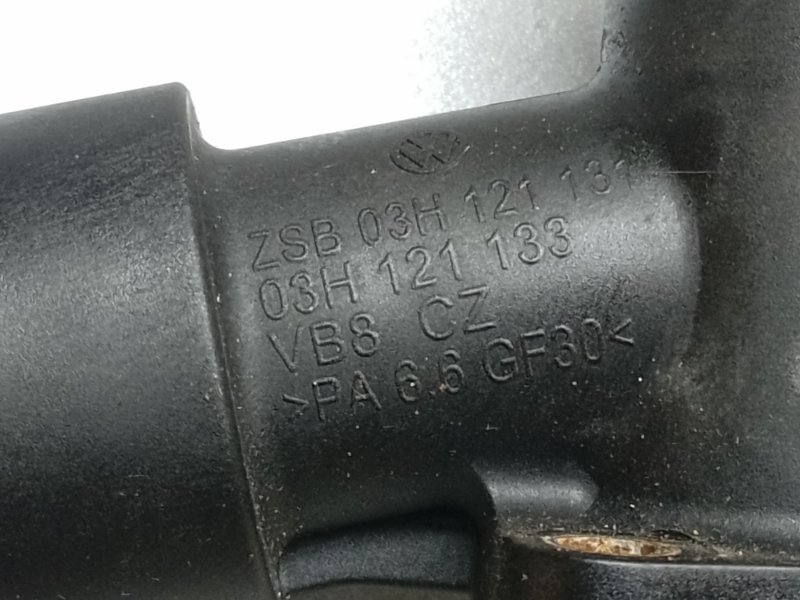 ZSB 03H 121 131
03H 121 133
VB8 CZ
>PA 6.6 GF30<